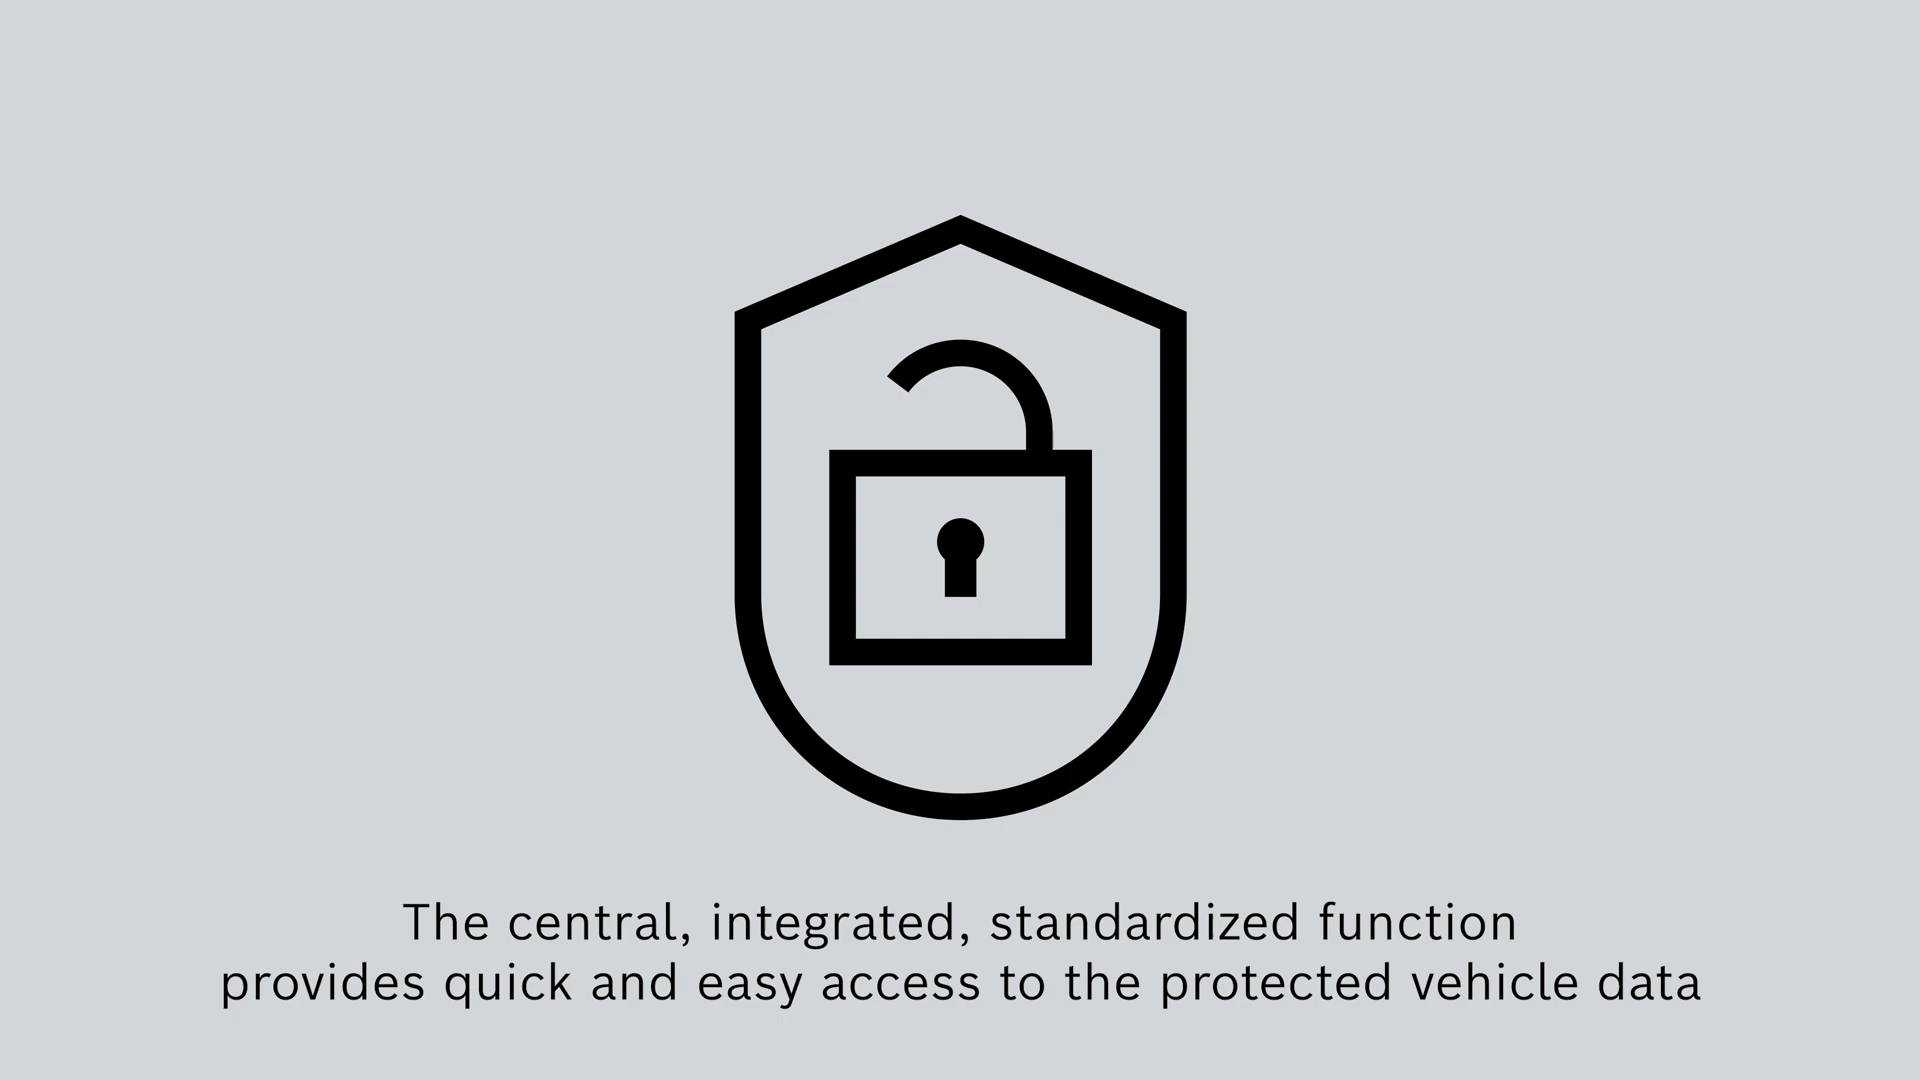 The central, integrated, standardized function
provides quick and easy access to the protected vehicle data